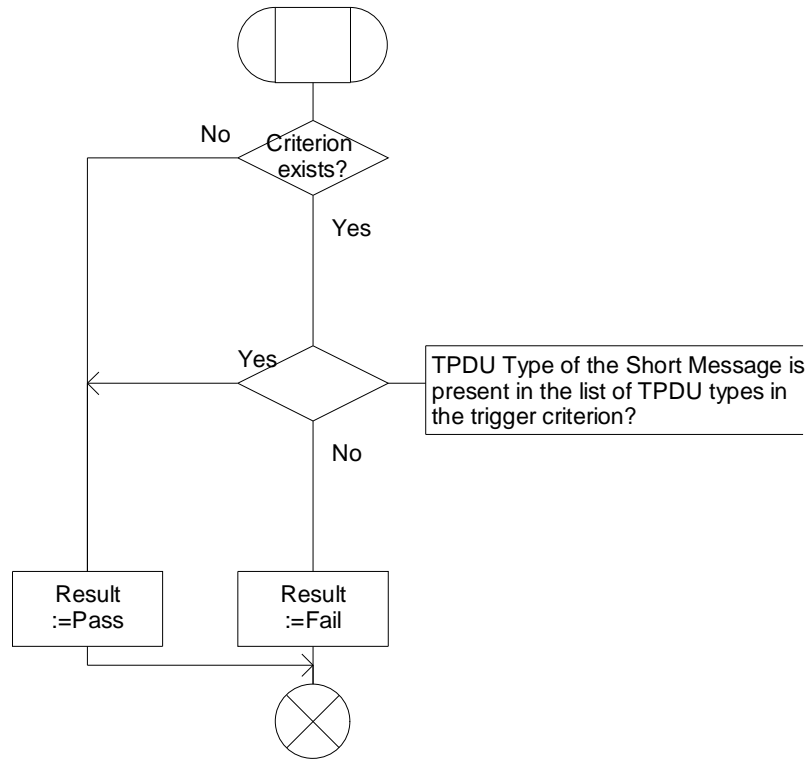 No
Criterion
exists?
Yes
Yes
TPDU Type of the Short Message is
present in the list of TPDU types in
the trigger criterion?
No
Result
:=Pass
Result
:=Fail